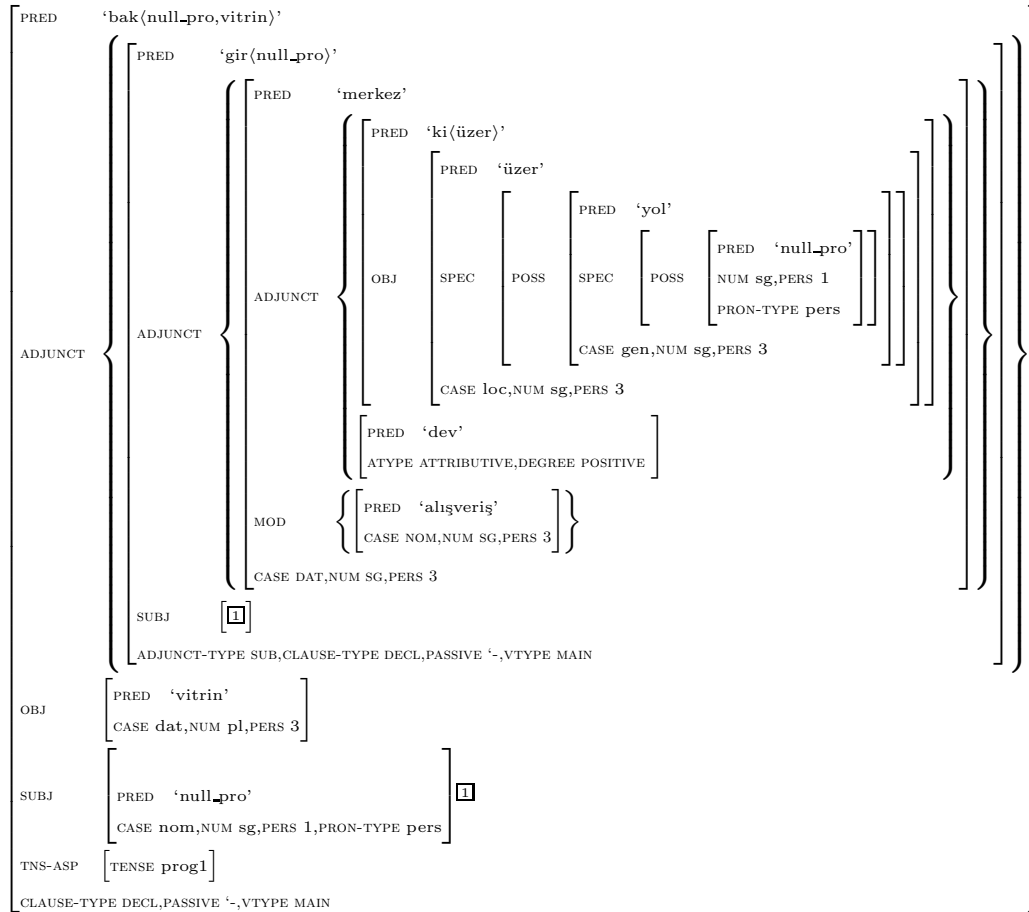 PRED ‘bak⟨null_pro,vitrin⟩’
PRED ‘gir⟨null_pro⟩’
PRED ‘merkez’
PRED ‘ki⟨üzer⟩’
PRED ‘üzer’
PRED ‘yol’
PRED ‘null_pro’
ADJUNCT OBJ SPEC POSS SPEC POSS NUM sg,PERS 1
PRON-TYPE pers
ADJUNCT ADJUNCT CASE gen,NUM sg,PERS 3
CASE loc,NUM sg,PERS 3
PRED ‘dev’
ATYPE ATTRIBUTIVE,DEGREE POSITIVE
PRED ‘alışveriş’
MOD CASE NOM,NUM SG,PERS 3
CASE DAT,NUM SG,PERS 3
SUBJ [1]
ADJUNCT-TYPE SUB,CLAUSE-TYPE DECL,PASSIVE ‘-,VTYPE MAIN
PRED ‘vitrin’
OBJ CASE dat,NUM pl,PERS 3
SUBJ PRED ‘null_pro’ 1
CASE nom,NUM sg,PERS 1,PRON-TYPE pers
TNS-ASP [TENSE prog1]
CLAUSE-TYPE DECL,PASSIVE ‘-,VTYPE MAIN